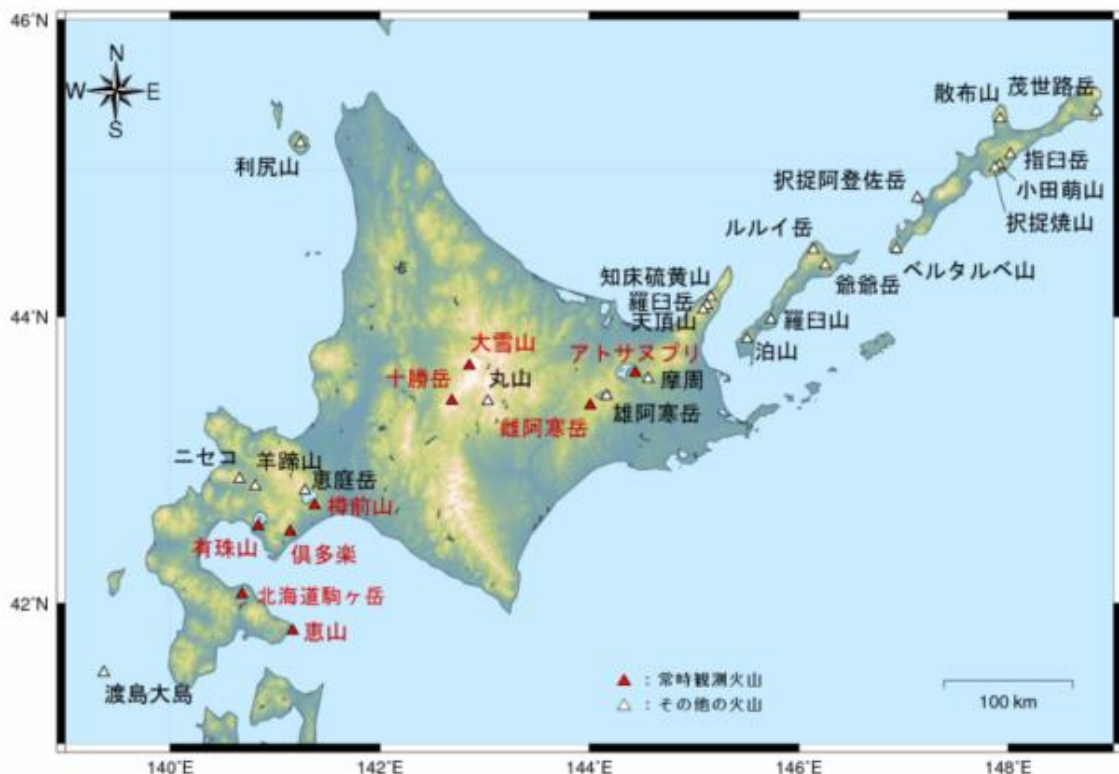 46°N
N
W
E
S
茂世路岳
散布山
利尻山
指臼岳
択捉阿登佐岳
小田萌山
択捉焼山
ルルイ岳
ベルタルベ山
知床硫黄山
爺爺岳
羅臼岳
44°N
天頂山
羅臼山
大雪山
アトサヌプリ
泊山
十勝岳
丸山
摩周
雌阿寒岳
雄阿寒岳
ニセコ
羊蹄山
恵庭岳
樽前山
有珠山
倶多楽
北海道駒ヶ岳
42°N
恵山
渡島大島
▲ : 常時観測火山
△ : その他の火山
100 km
140°E
142°E
144°E
146°E
148°E